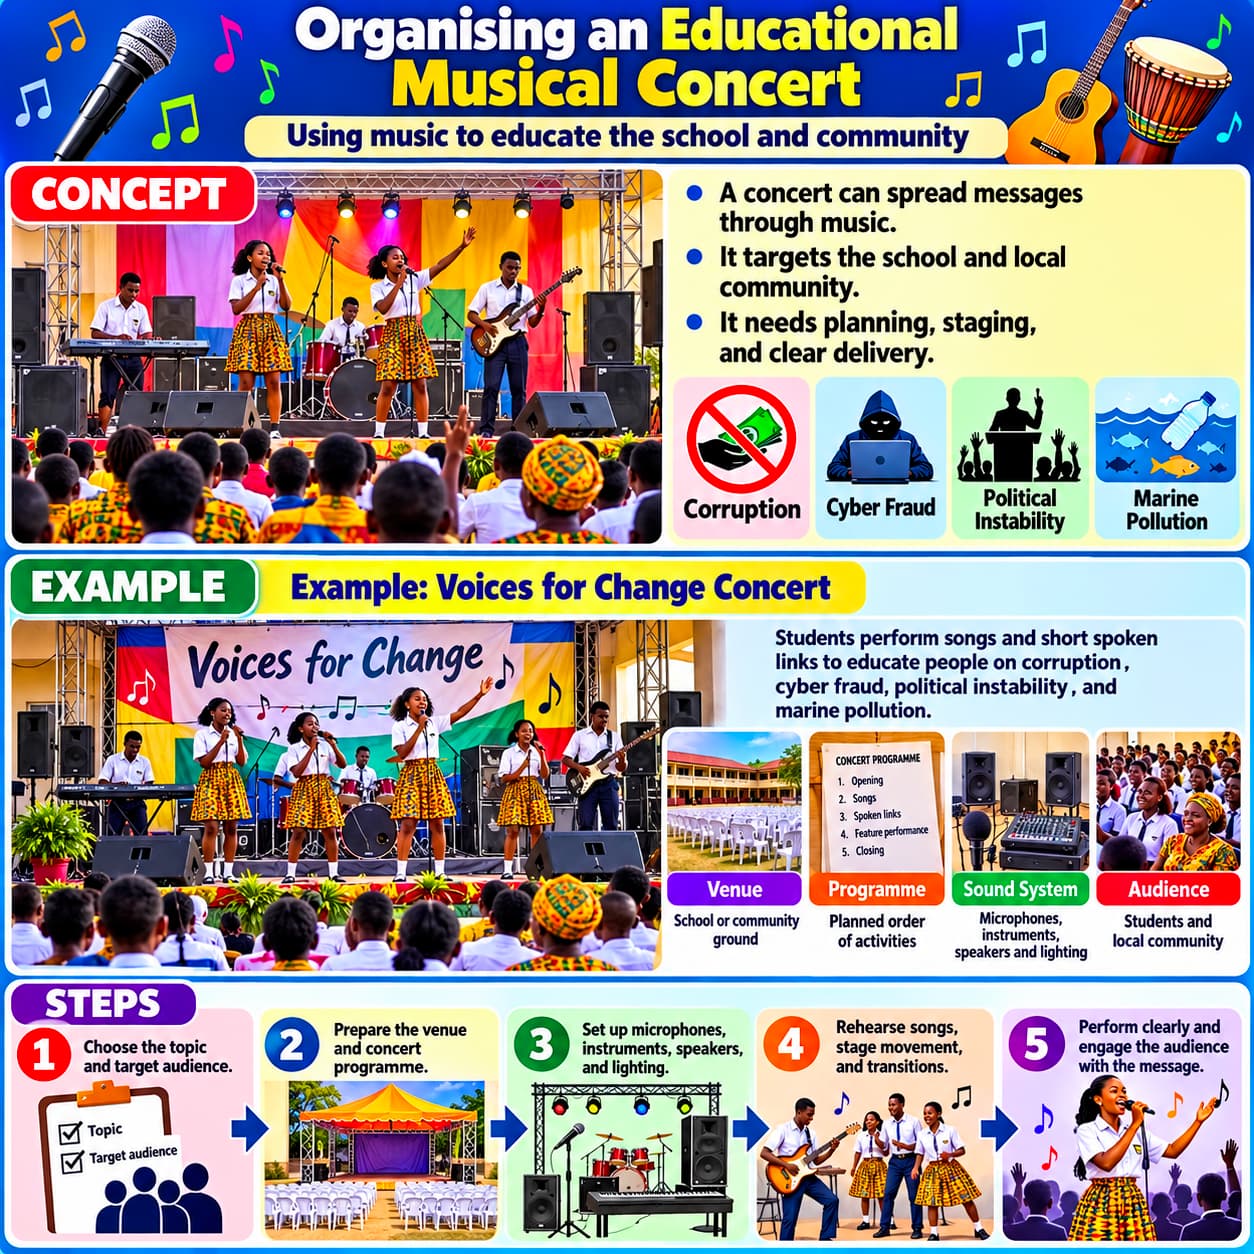 Organising an Educational
Musical Concert
Using music to educate the school and community
CONCEPT
A concert can spread messages
through music.
It targets the school and local
community.
It needs planning, staging,
and clear delivery.
Corruption
Cyber Fraud
Political
Instability
Marine
Pollution
EXAMPLE
Example: Voices for Change Concert
Voices for Change
Students perform songs and short spoken
links to educate people on corruption,
cyber fraud, political instability, and
marine pollution.
CONCERT PROGRAMME
1. Opening
2. Songs
3. Spoken links
4. Feature performance
5. Closing
Venue
School or community
ground
Programme
Planned order
of activities
Sound System
Microphones,
instruments,
speakers and lighting
Audience
Students and
local community
STEPS
1
Choose the topic
and target audience.
Topic
Target audience
2
Prepare the venue
and concert
programme.
3
Set up microphones,
instruments, speakers,
and lighting.
4
Rehearse songs,
stage movement,
and transitions.
5
Perform clearly and
engage the audience
with the message.